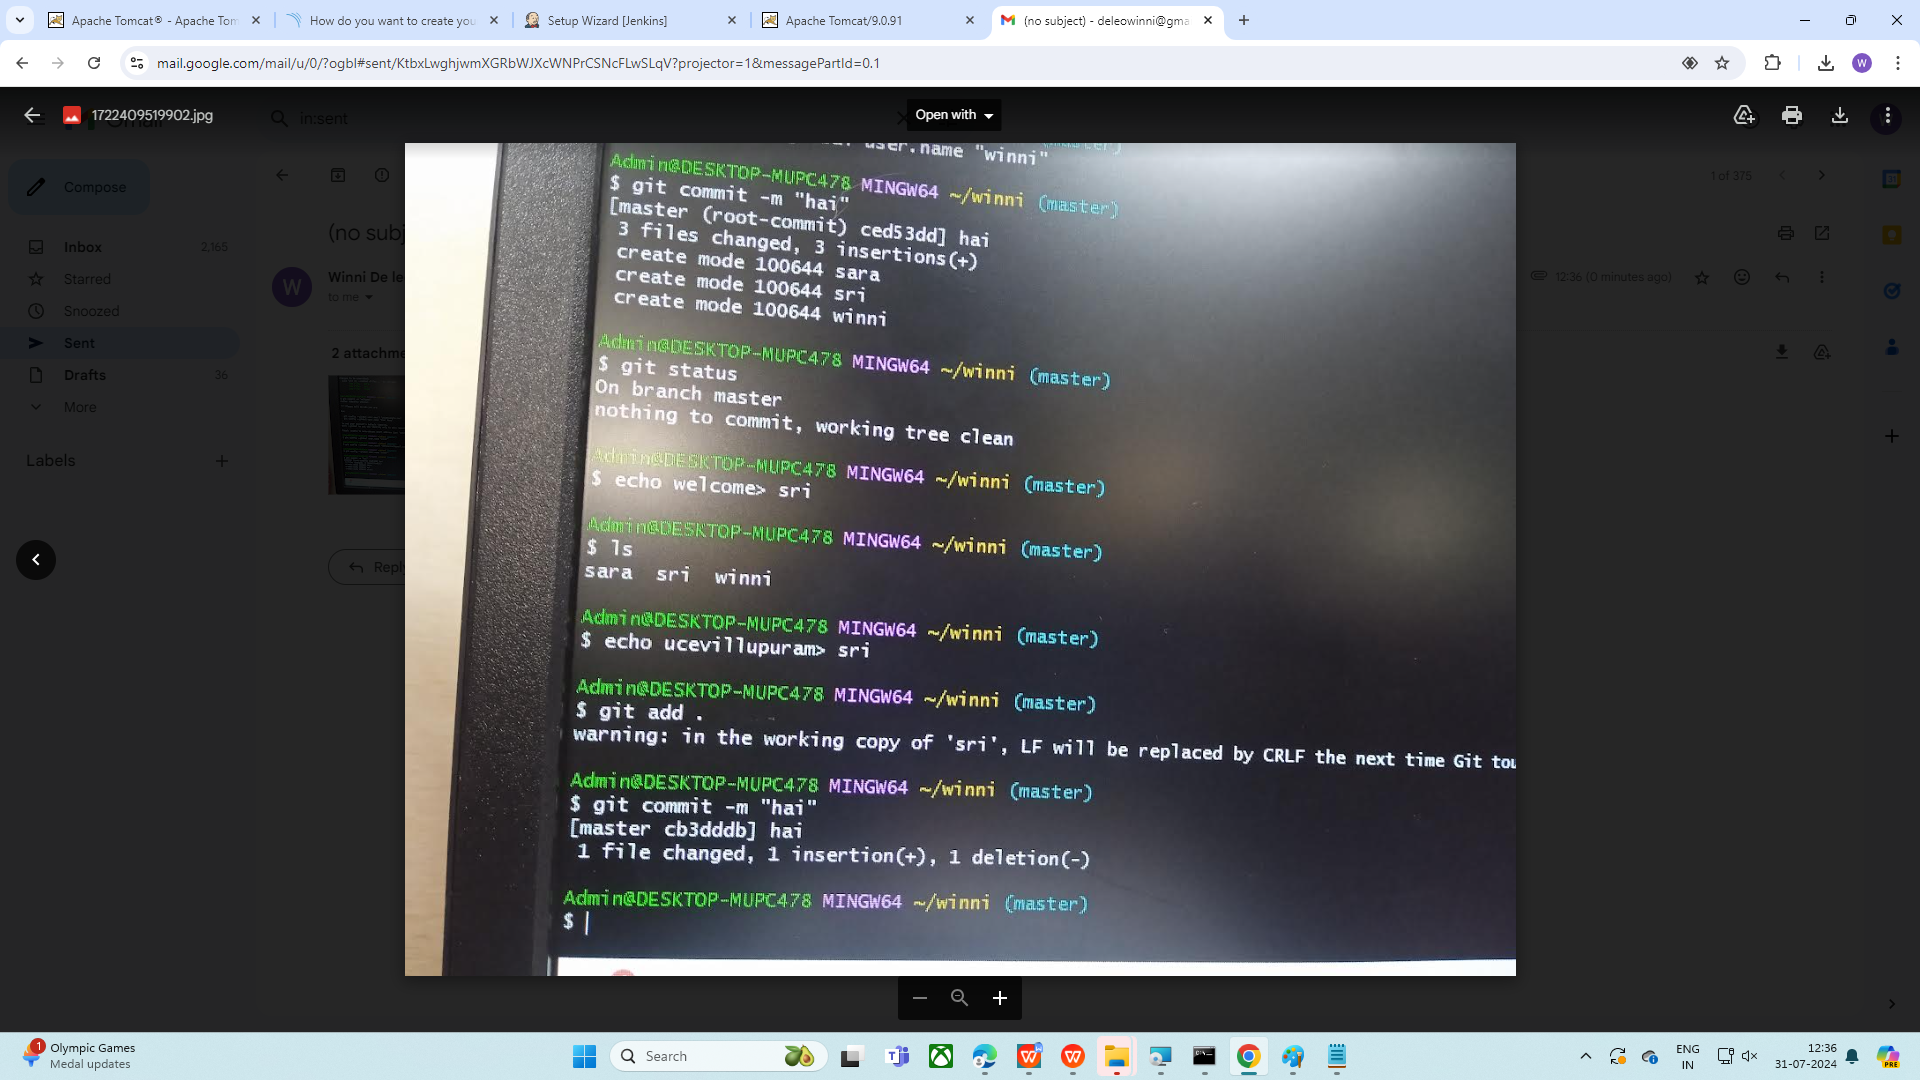 Apache Tomcat® - Apache Tom
How do you want to create you
Setup Wizard [Jenkins]
Apache Tomcat/9.0.91
(no subject) - deleowinni@gma
mail.google.com/mail/u/0/?ogbl#sent/KtbxLwghjwmXGRbWJXcWNPrCSNcFLwSLqV?projector=1&messagePartId=0.1
W
1722409519902.jpg
in:sent
Open with
Compose
1 of 375
Inbox 2,165
(no subj
Starred
Winni De le
W
12:36 (0 minutes ago)
to me
Snoozed
Sent
2 attachme
Drafts 36
More
Labels
Reply
user.name "winni"
Admin@DESKTOP-MUPC478 MINGW64 ~/winni (master)
$ git commit -m "hai"
[master (root-commit) ced53dd] hai
3 files changed, 3 insertions(+)
create mode 100644 sara
create mode 100644 sri
create mode 100644 winni
Admin@DESKTOP-MUPC478 MINGW64 ~/winni (master)
$ git status
On branch master
nothing to commit, working tree clean
Admin@DESKTOP-MUPC478 MINGW64 ~/winni (master)
$ echo welcome> sri
Admin@DESKTOP-MUPC478 MINGW64 ~/winni (master)
$ ls
sara sri winni
Admin@DESKTOP-MUPC478 MINGW64 ~/winni (master)
$ echo ucevillupuram> sri
Admin@DESKTOP-MUPC478 MINGW64 ~/winni (master)
$ git add .
warning: in the working copy of 'sri', LF will be replaced by CRLF the next time Git tou
Admin@DESKTOP-MUPC478 MINGW64 ~/winni (master)
$ git commit -m "hai"
[master cb3dddb] hai
1 file changed, 1 insertion(+), 1 deletion(-)
Admin@DESKTOP-MUPC478 MINGW64 ~/winni (master)
$
1
Olympic Games
Medal updates
Search
ENG
IN
12:36
31-07-2024
PRE